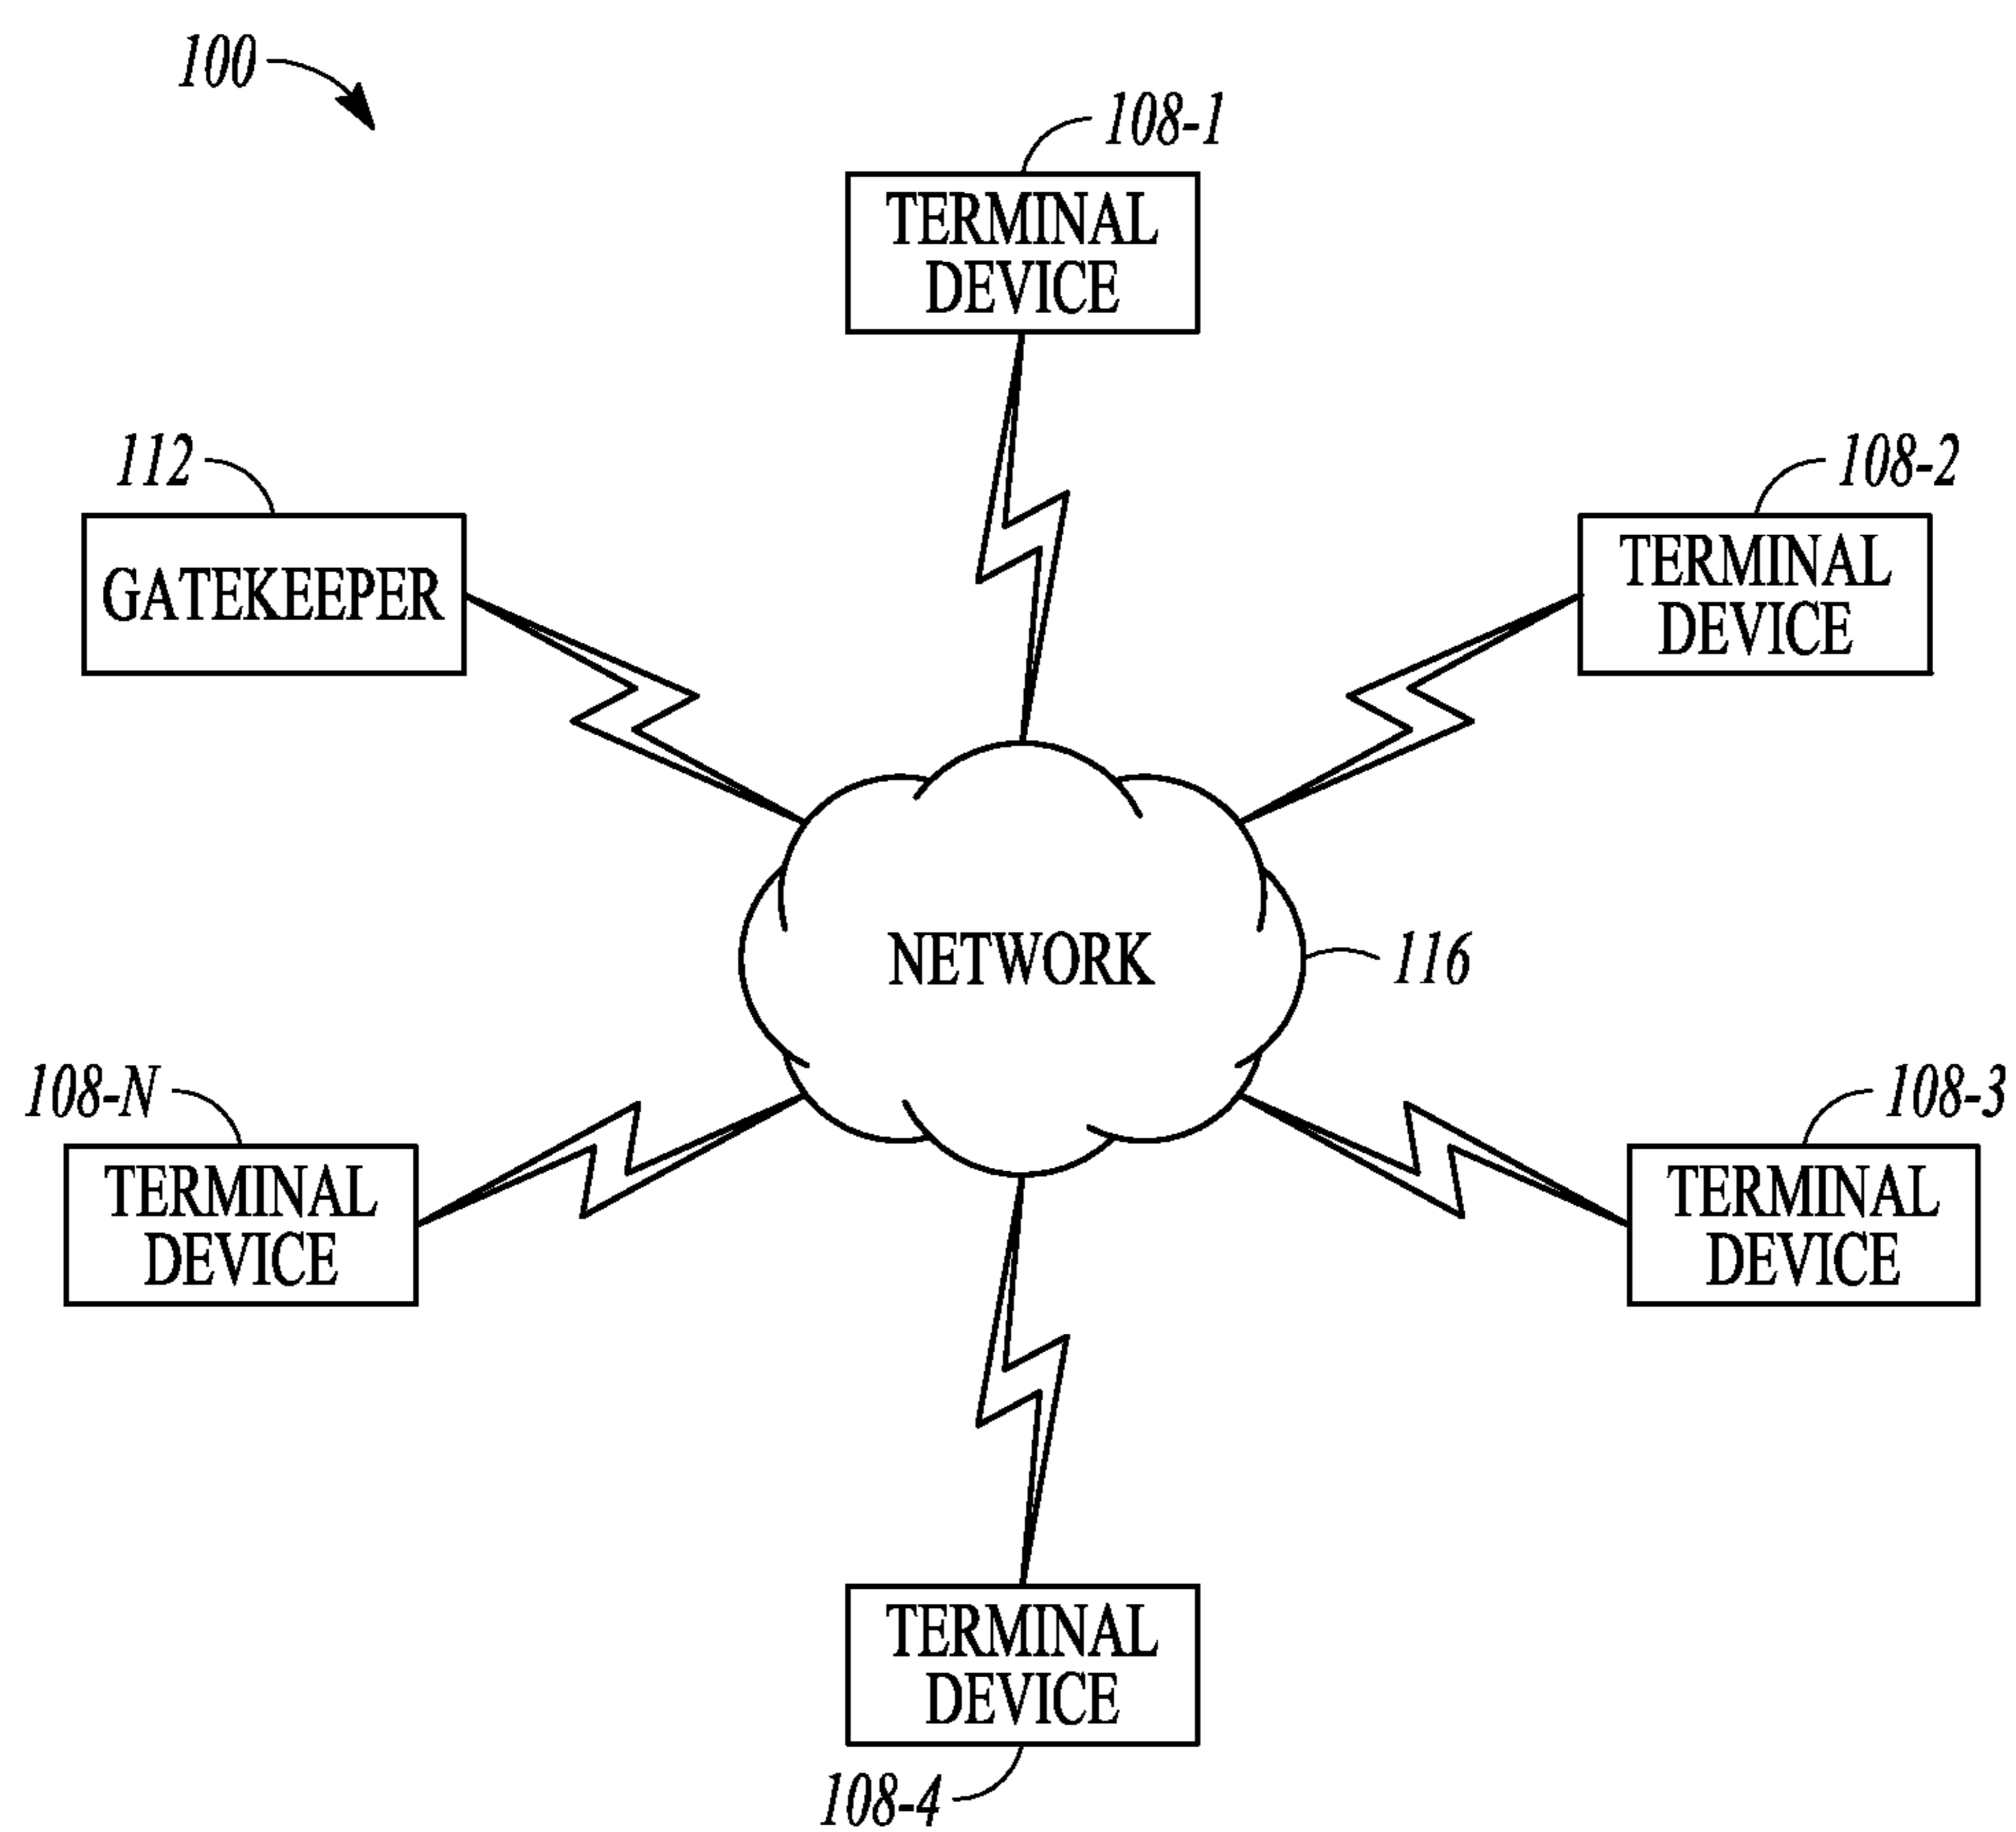 100
108-1
TERMINAL
DEVICE
112
GATEKEEPER
108-2
TERMINAL
DEVICE
NETWORK
116
108-N
TERMINAL
DEVICE
108-3
TERMINAL
DEVICE
TERMINAL
DEVICE
108-4